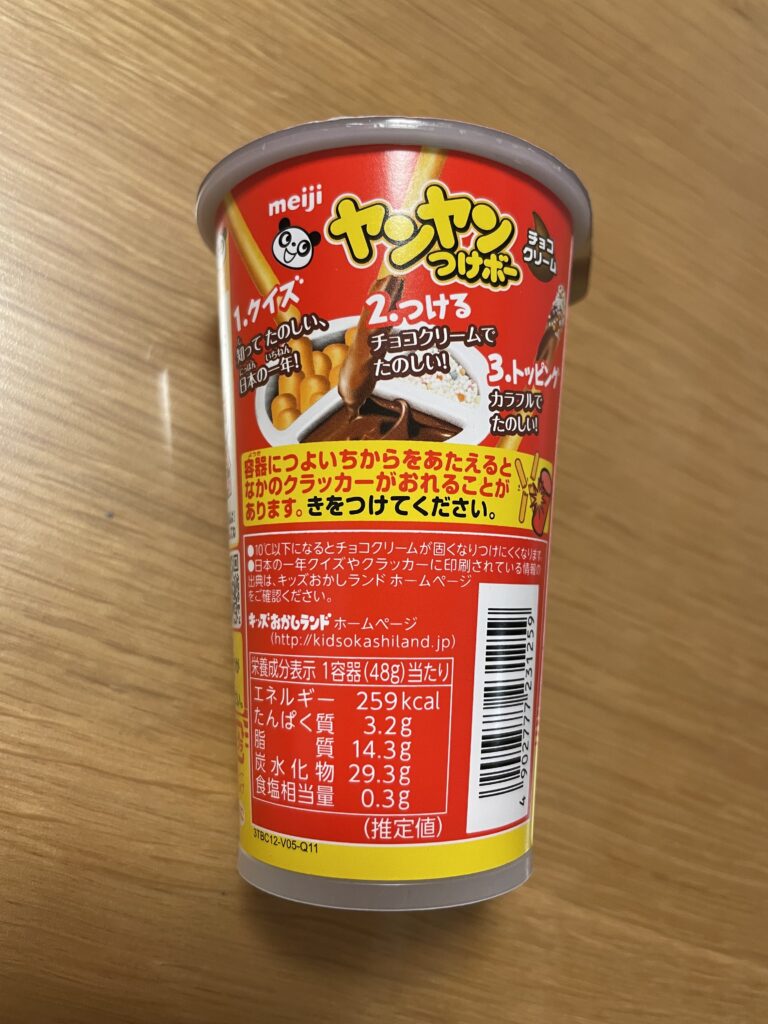 meiji
ヤンヤン
つけボー
チョコ
クリーム
1.クイズ
知って たのしい、
日本の一年!
2.つける
チョコクリームで
たのしい!
3.トッピング
カラフルで
たのしい!
容器につよいちからをあたえると
なかのクラッカーがおれることが
あります。きをつけてください。
●10℃以下になるとチョコクリームが固くなりつけにくくなります。
●日本の一年クイズやクラッカーに印刷されている情報の
出典は、キッズおかしランド ホームページ
をご確認ください。
キッズおかしランド ホームページ
(http://kidsokashiland.jp)
栄養成分表示 1容器(48g)当たり
エネルギー 259kcal
たんぱく質 3.2g
脂質 14.3g
炭水化物 29.3g
食塩相当量 0.3g
(推定値)
4 902777 231259
3TBC12-V05-Q11